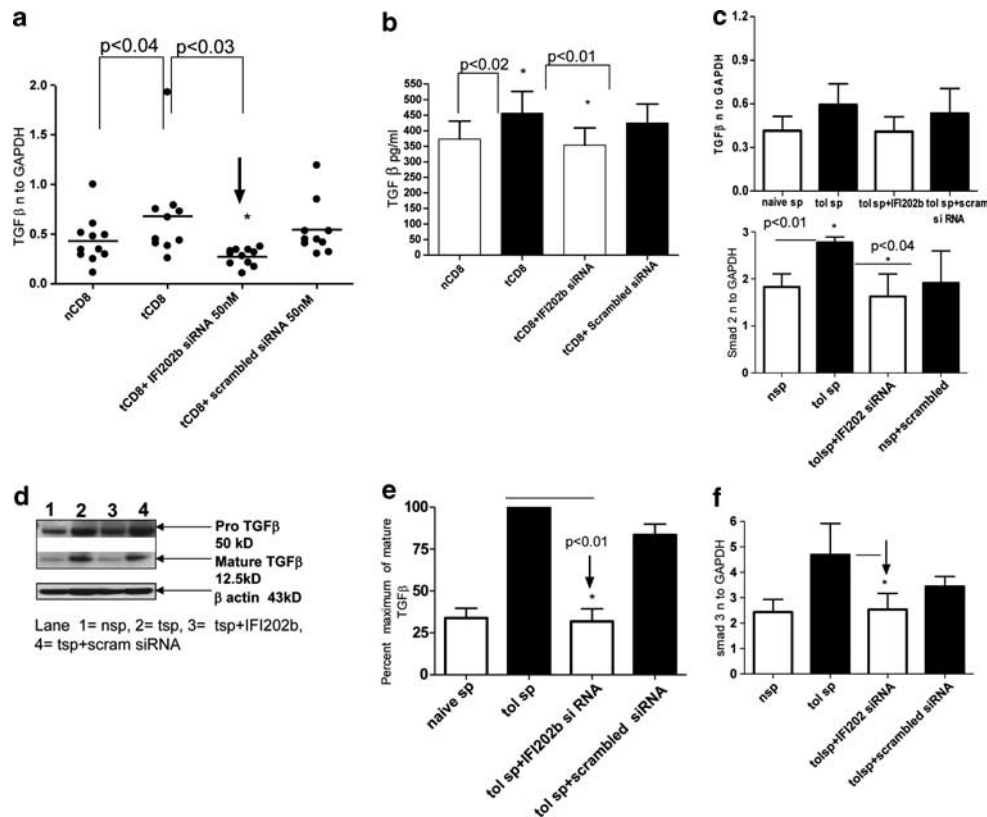 a
p<0.04
p<0.03
TGFβ n to GAPDH
2.0
1.5
1.0
0.5
0.0
*
nCD8
tCD8
tCD8+ IFI202b siRNA 50nM
tCD8+ scrambled siRNA 50nM
b
p<0.02
*
p<0.01
*
TGF β pg/ml
550
500
450
400
350
300
250
200
150
100
50
0
nCD8
tCD8
tCD8+IFI202b siRNA
tCD8+ Scrambled siRNA
c
TGFβ n to GAPDH
1.2
0.9
0.6
0.3
0.0
naive sp
tol sp
tol sp+IFI202b
tol sp+scram
si RNA
p<0.01
*
p<0.04
*
Smad 2 n to GAPDH
3
2
1
0
nsp
tol sp
tolsp+IFI202 siRNA
nsp+scrambled
d
1 2 3 4
Pro TGFβ
50 kD
Mature TGFβ
12.5kD
β actin 43kD
Lane 1= nsp, 2= tsp, 3= tsp+IFI202b,
4= tsp+scram siRNA
e
Percent maximum of mature
TGFβ
100
75
50
25
0
p<0.01
*
naive sp
tol sp
tol sp+IFI202b si RNA
tol sp+scrambled siRNA
f
smad 3 n to GAPDH
6
5
4
3
2
1
0
*
nsp
tol sp
tolsp+IFI202 siRNA
tolsp+scrambled siRNA